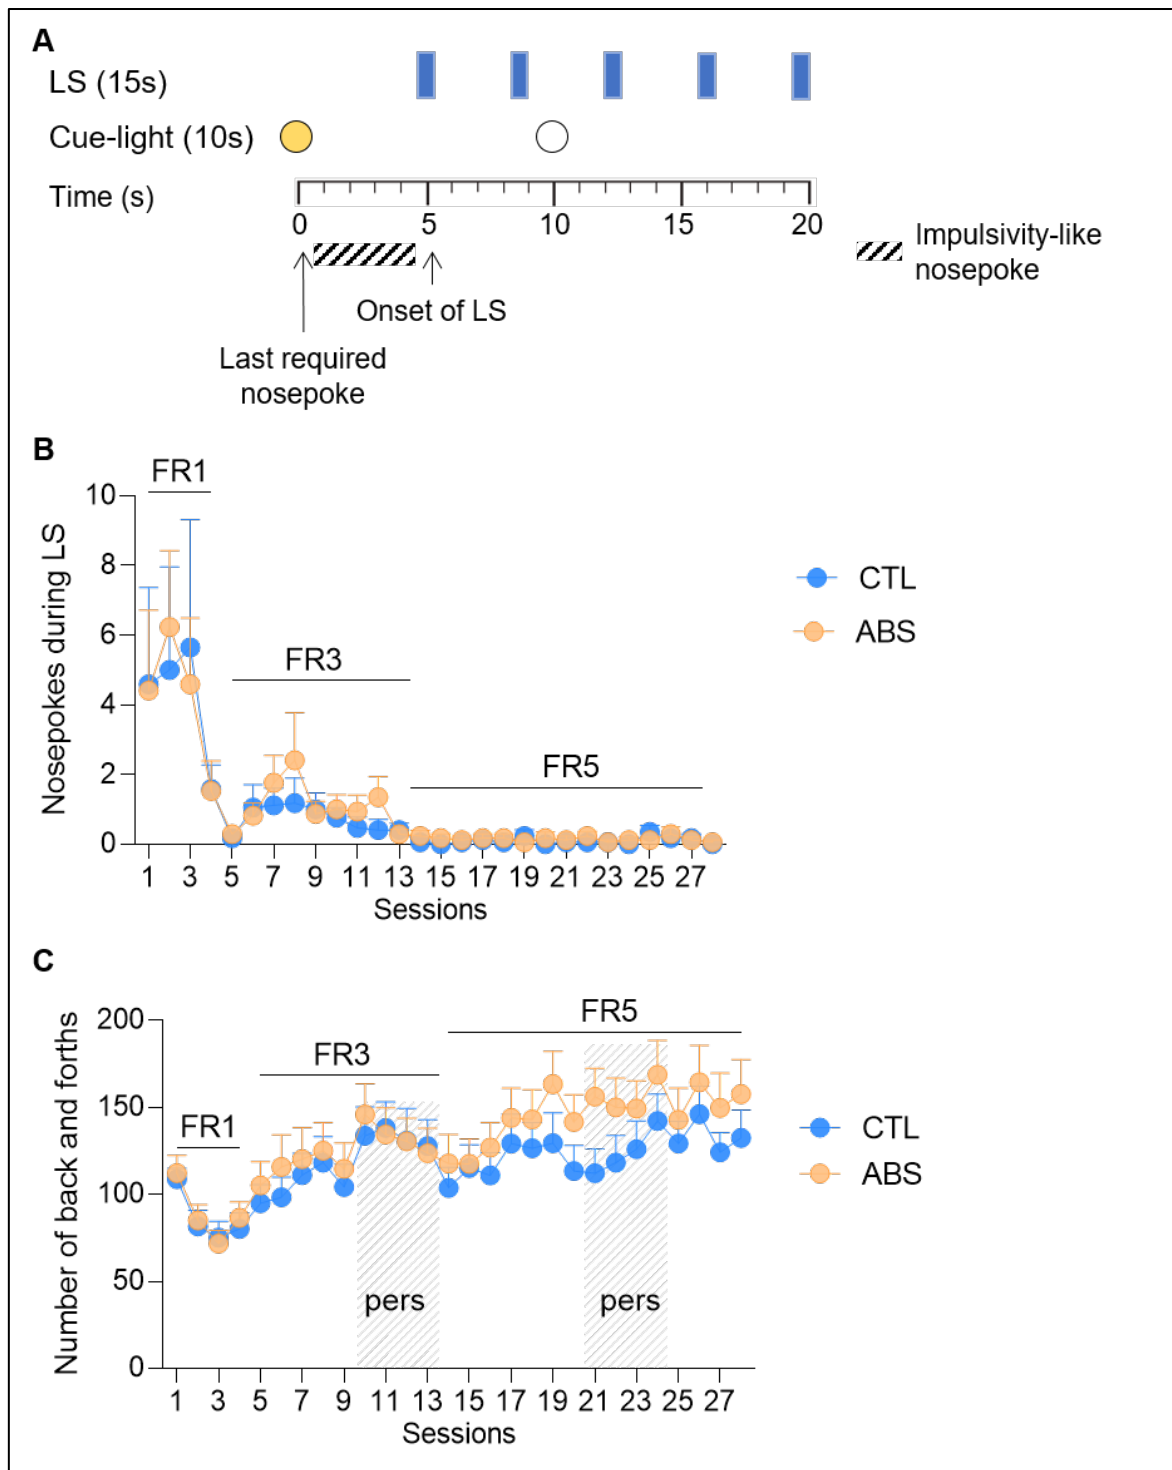 A
LS (15s)
Cue-light (10s)
Time (s)
0 5 10 15 20
Impulsivity-like
nosepoke
Onset of LS
Last required
nosepoke
B
FR1
10
8
6
4
2
0
Nosepokes during LS
FR3
FR5
CTL
ABS
1 3 5 7 9 11 13 15 17 19 21 23 25 27
Sessions
C
200
150
100
50
0
Number of back and forths
FR1
FR3
FR5
pers
pers
CTL
ABS
1 3 5 7 9 11 13 15 17 19 21 23 25 27
Sessions